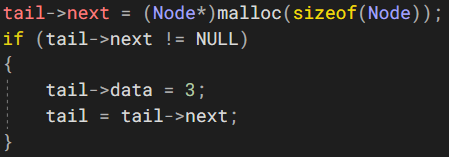 tail->next = (Node*)malloc(sizeof(Node));
if (tail->next != NULL)
{
    tail->data = 3;
    tail = tail->next;
}